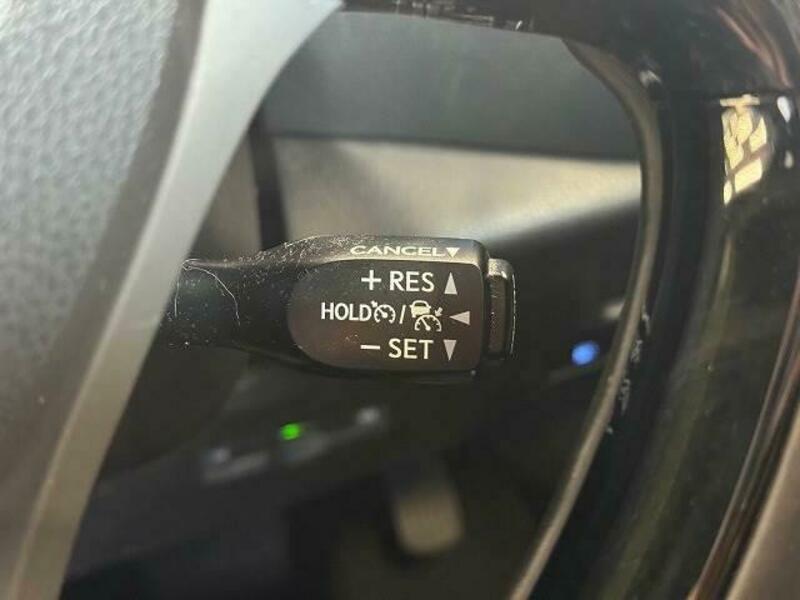 CANCEL▼
+ RES ▲
HOLD / ◀
− SET ▼